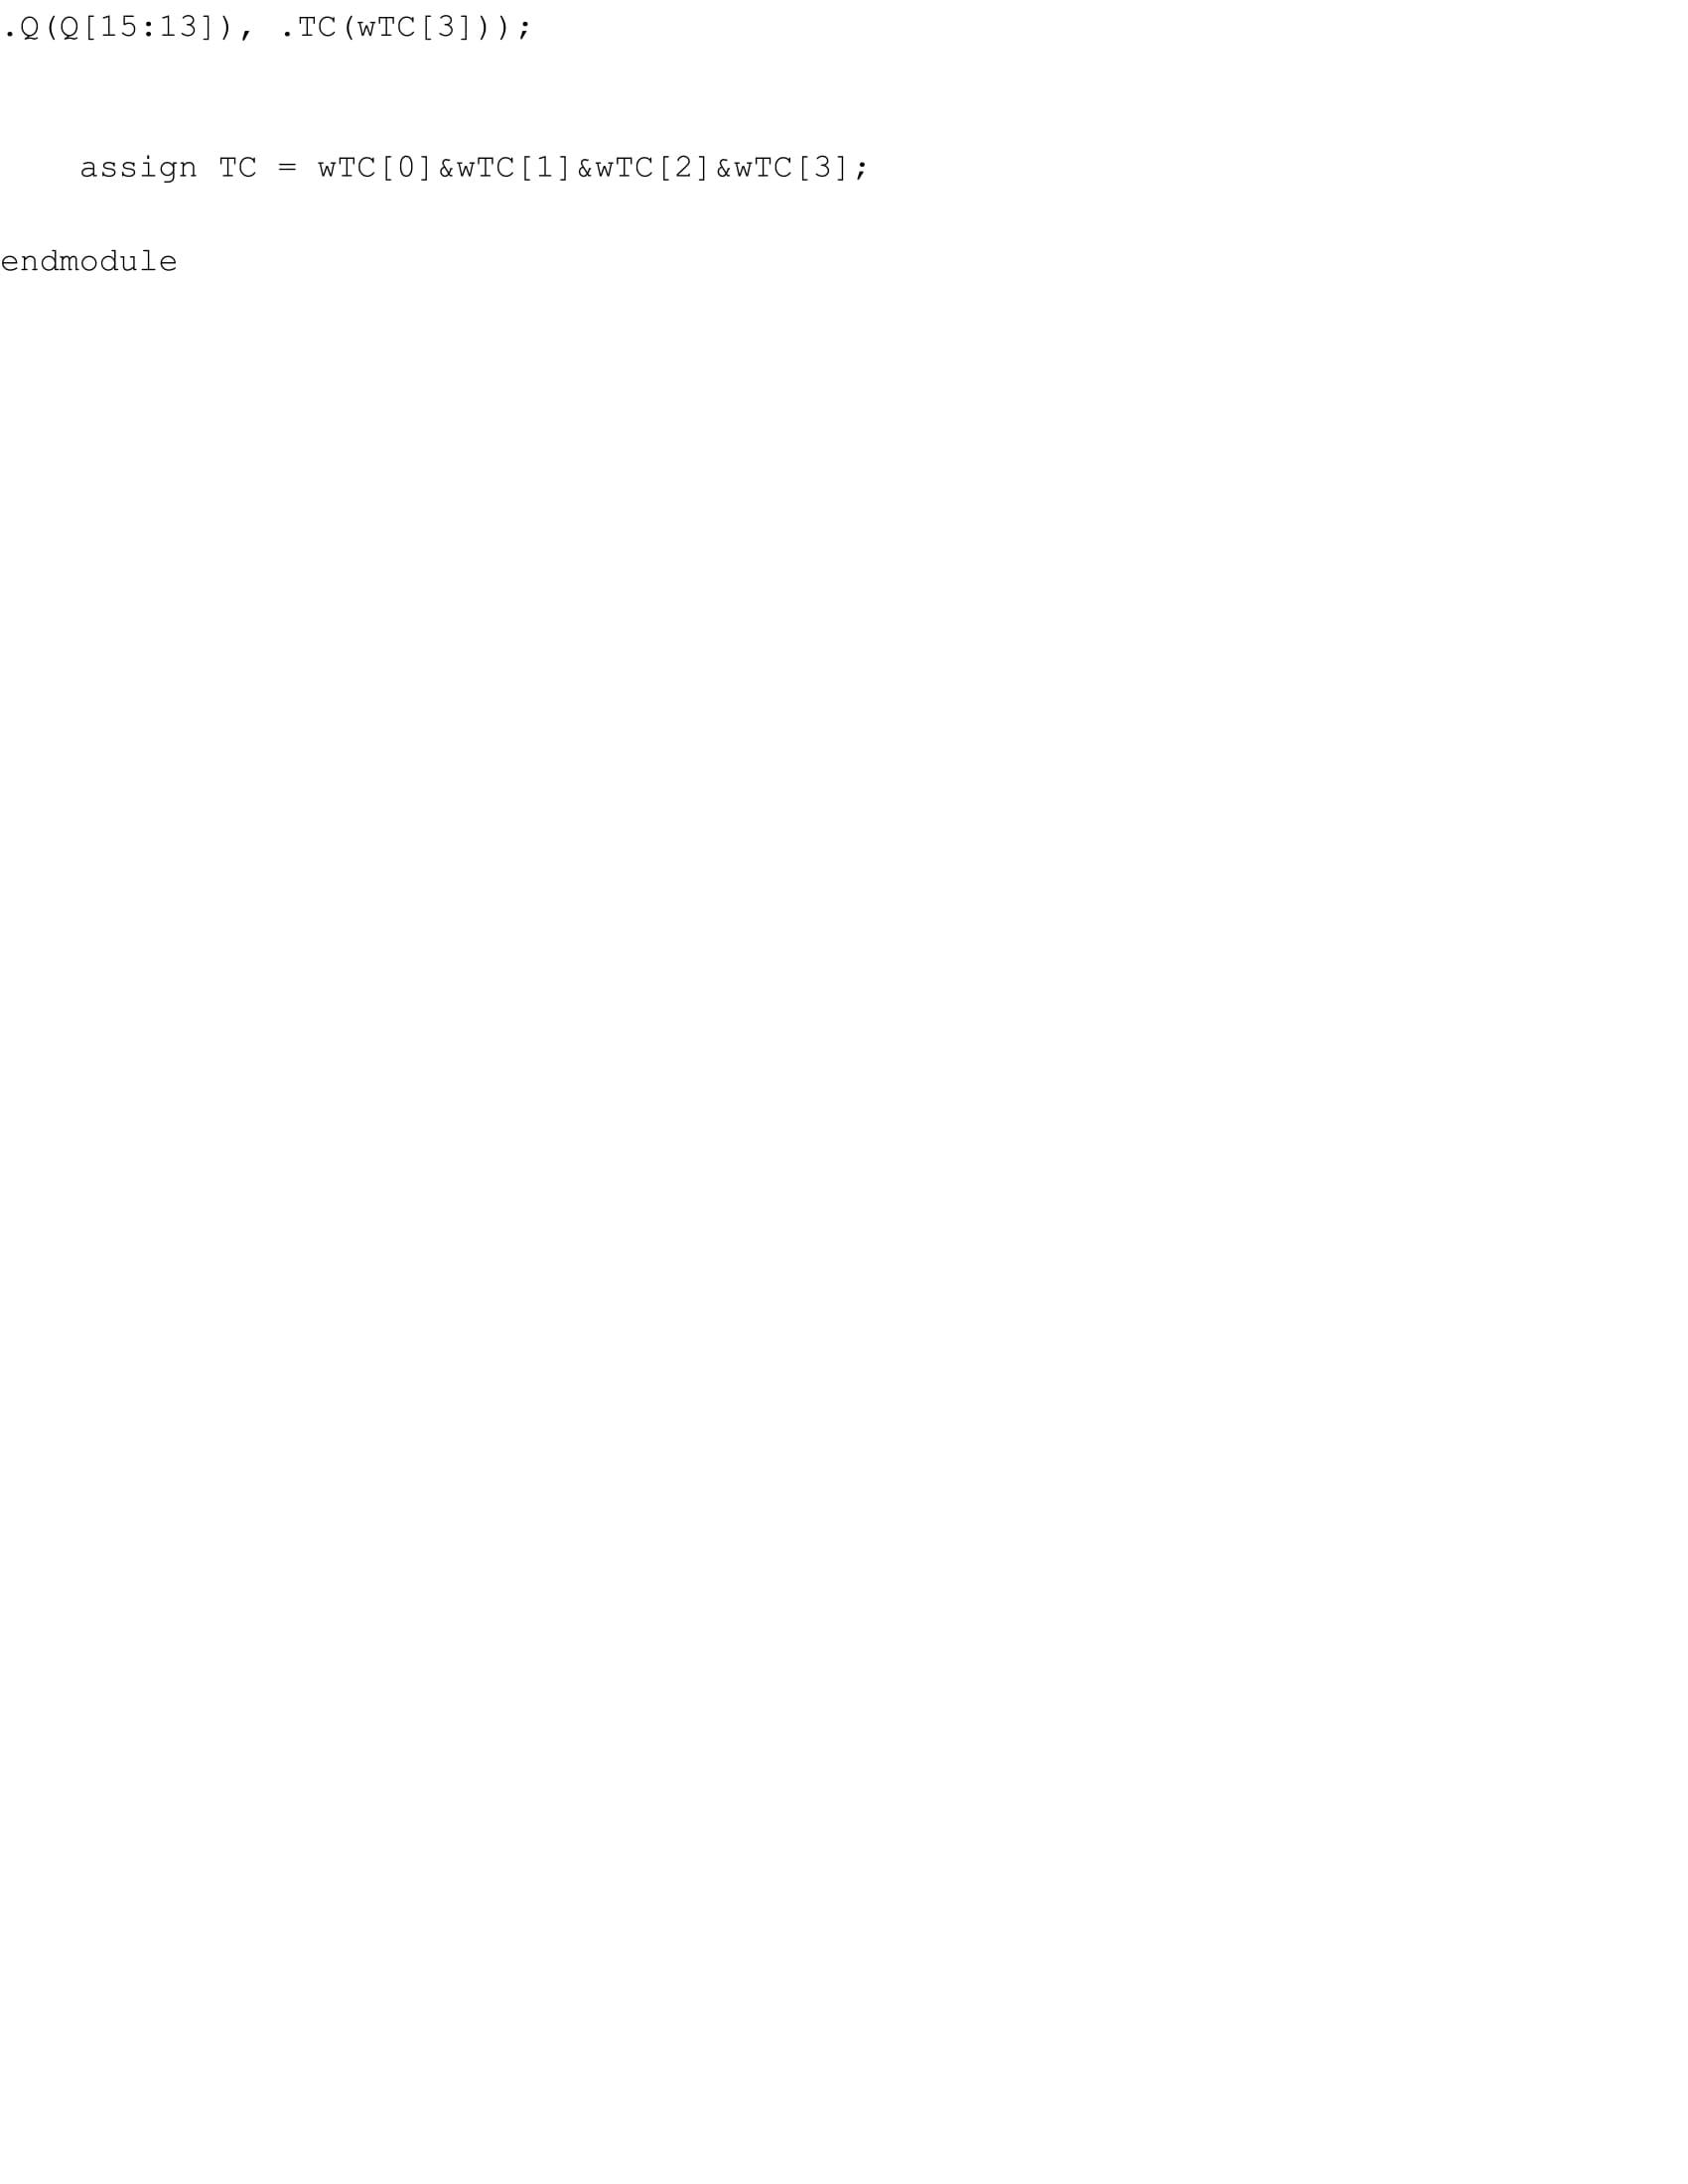 .Q(Q[15:13]), .TC(wTC[3]));
assign TC = wTC[0]&wTC[1]&wTC[2]&wTC[3];
endmodule